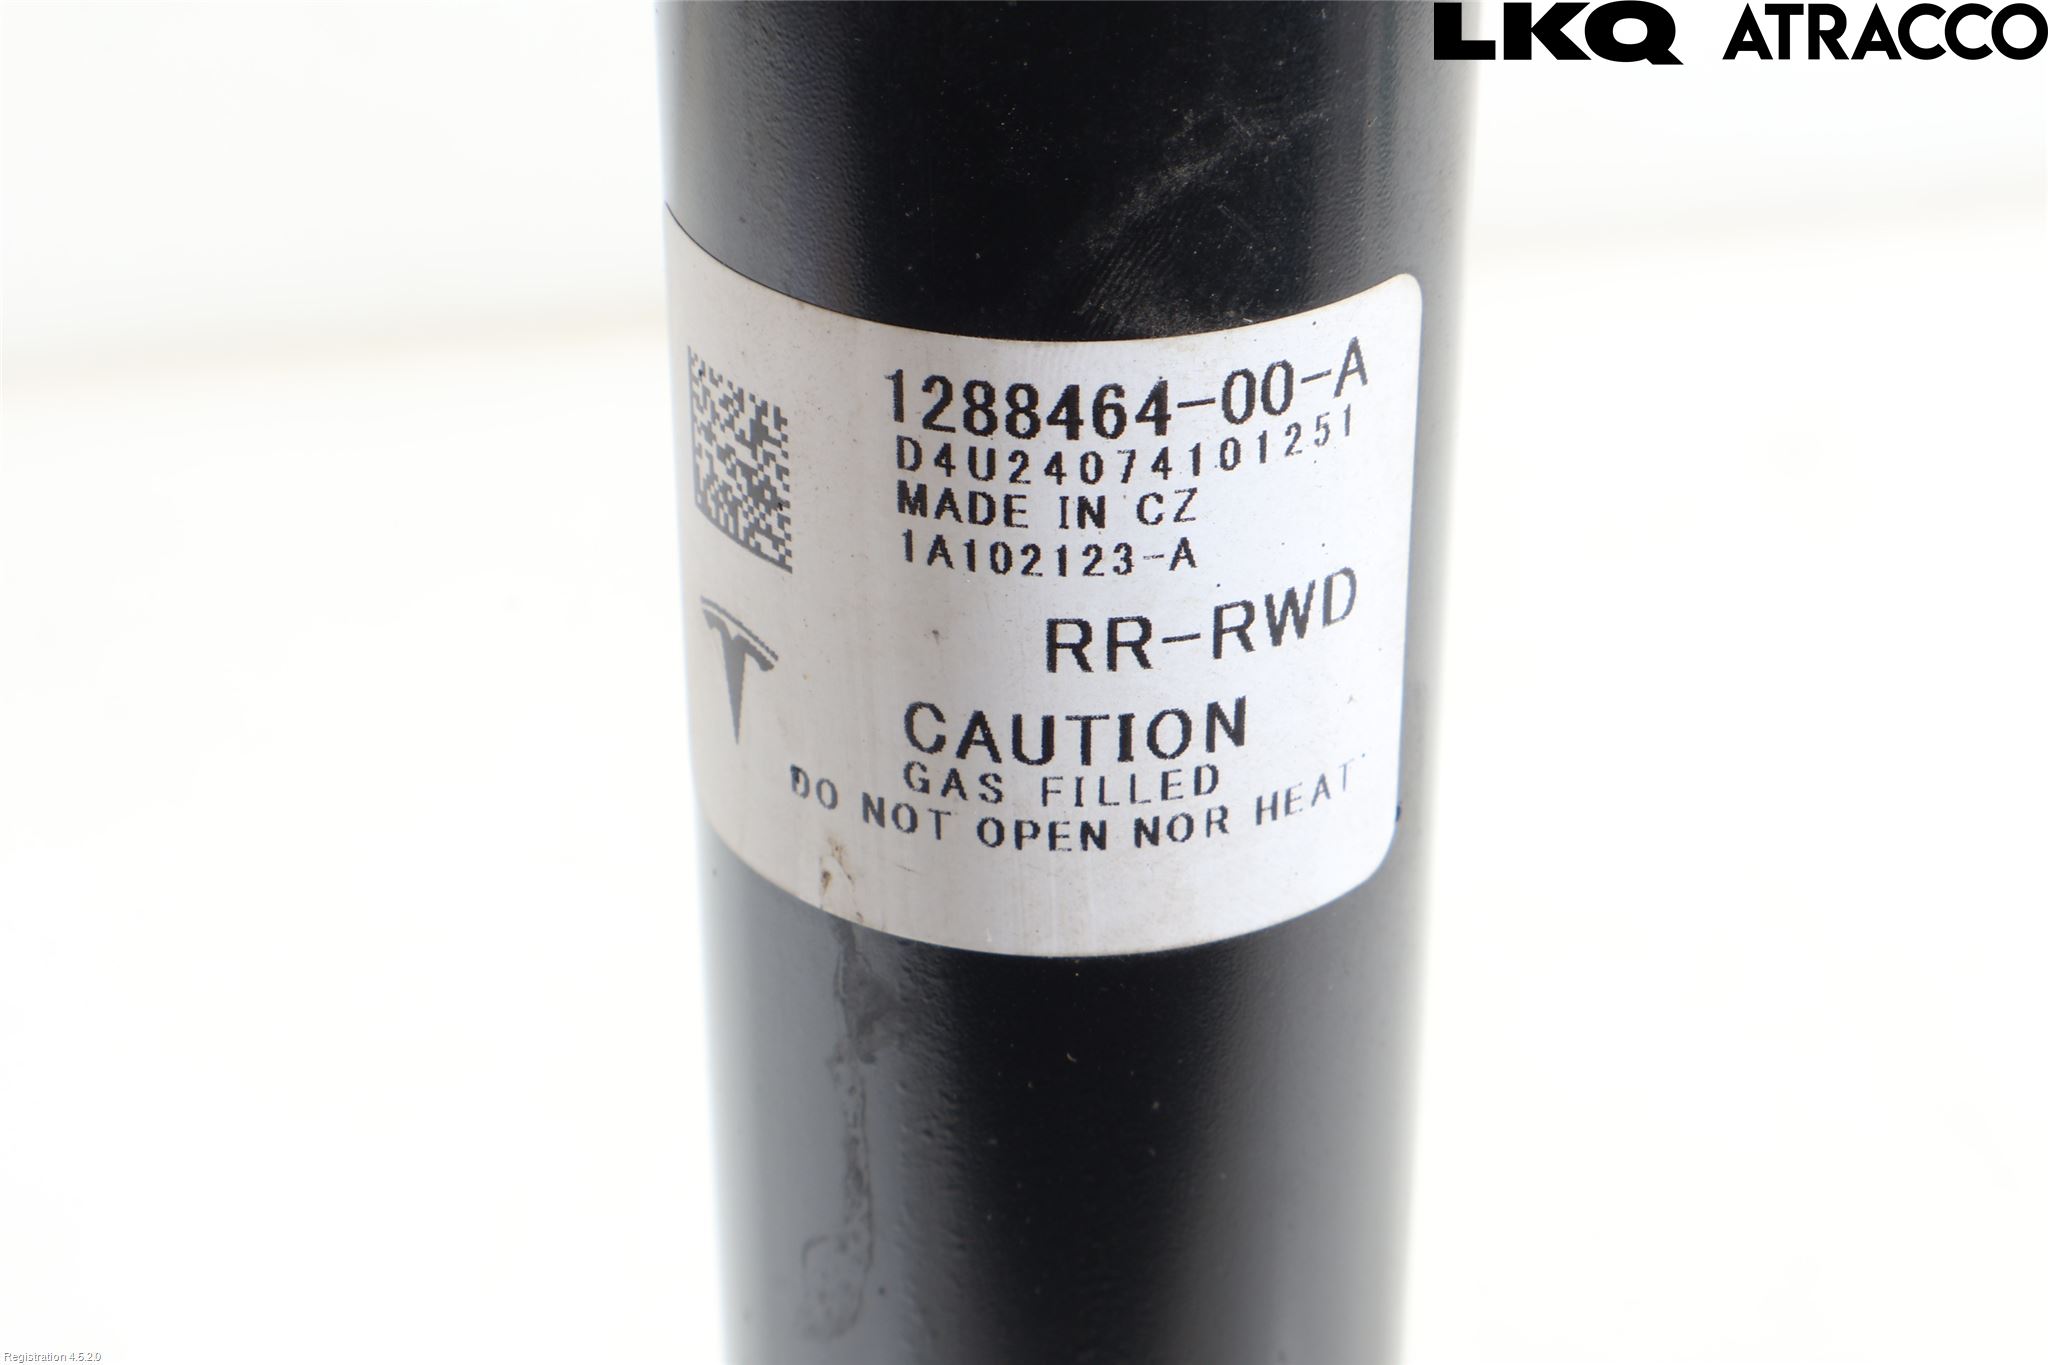 LKQ ATRACCO
1288464-00-A
D4U24074101251
MADE IN CZ
1A102123-A
RR-RWD
CAUTION
GAS FILLED
DO NOT OPEN NOR HEAT
Registration 4.5.2.0